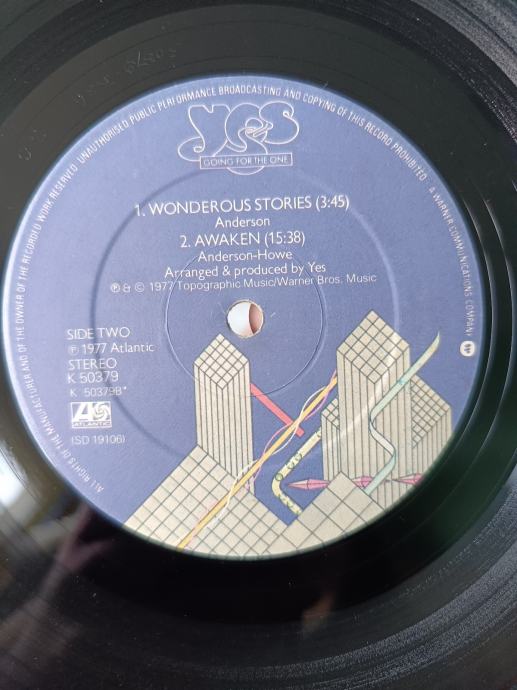 UNAUTHORISED PUBLIC PERFORMANCE BROADCASTING AND COPYING OF THIS RECORD PROHIBITED.
A WARNER COMMUNICATIONS COMPANY
ALL RIGHTS OF THE MANUFACTURER AND OF THE OWNER OF THE RECORDED WORK RESERVED.
yes
GOING FOR THE ONE
1. WONDEROUS STORIES (3:45)
Anderson
2. AWAKEN (15:38)
Anderson-Howe
Arranged & produced by Yes
℗ & © 1977 Topographic Music/Warner Bros. Music
SIDE TWO
℗ 1977 Atlantic
STEREO
K 50379
K 50379B*
ATLANTIC
(SD 19106)